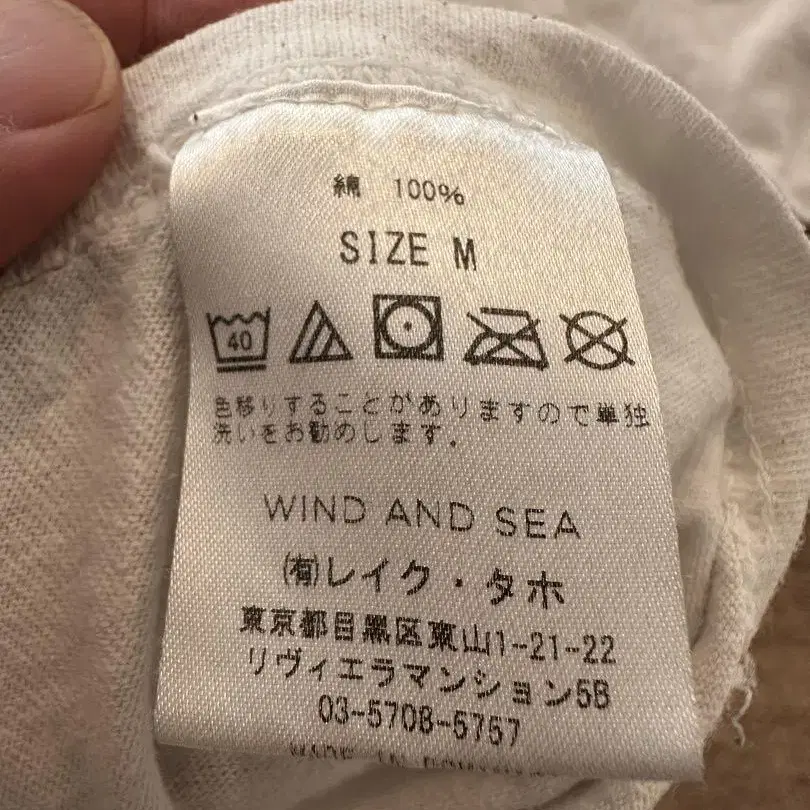 綿 100%
SIZE M
40
色移りすることがありますので単独
洗いをお勧めします。
WIND AND SEA
㈲レイク・タホ
東京都目黒区東山1-21-22
リヴィエラマンション5B
03-5708-5757
MADE IN